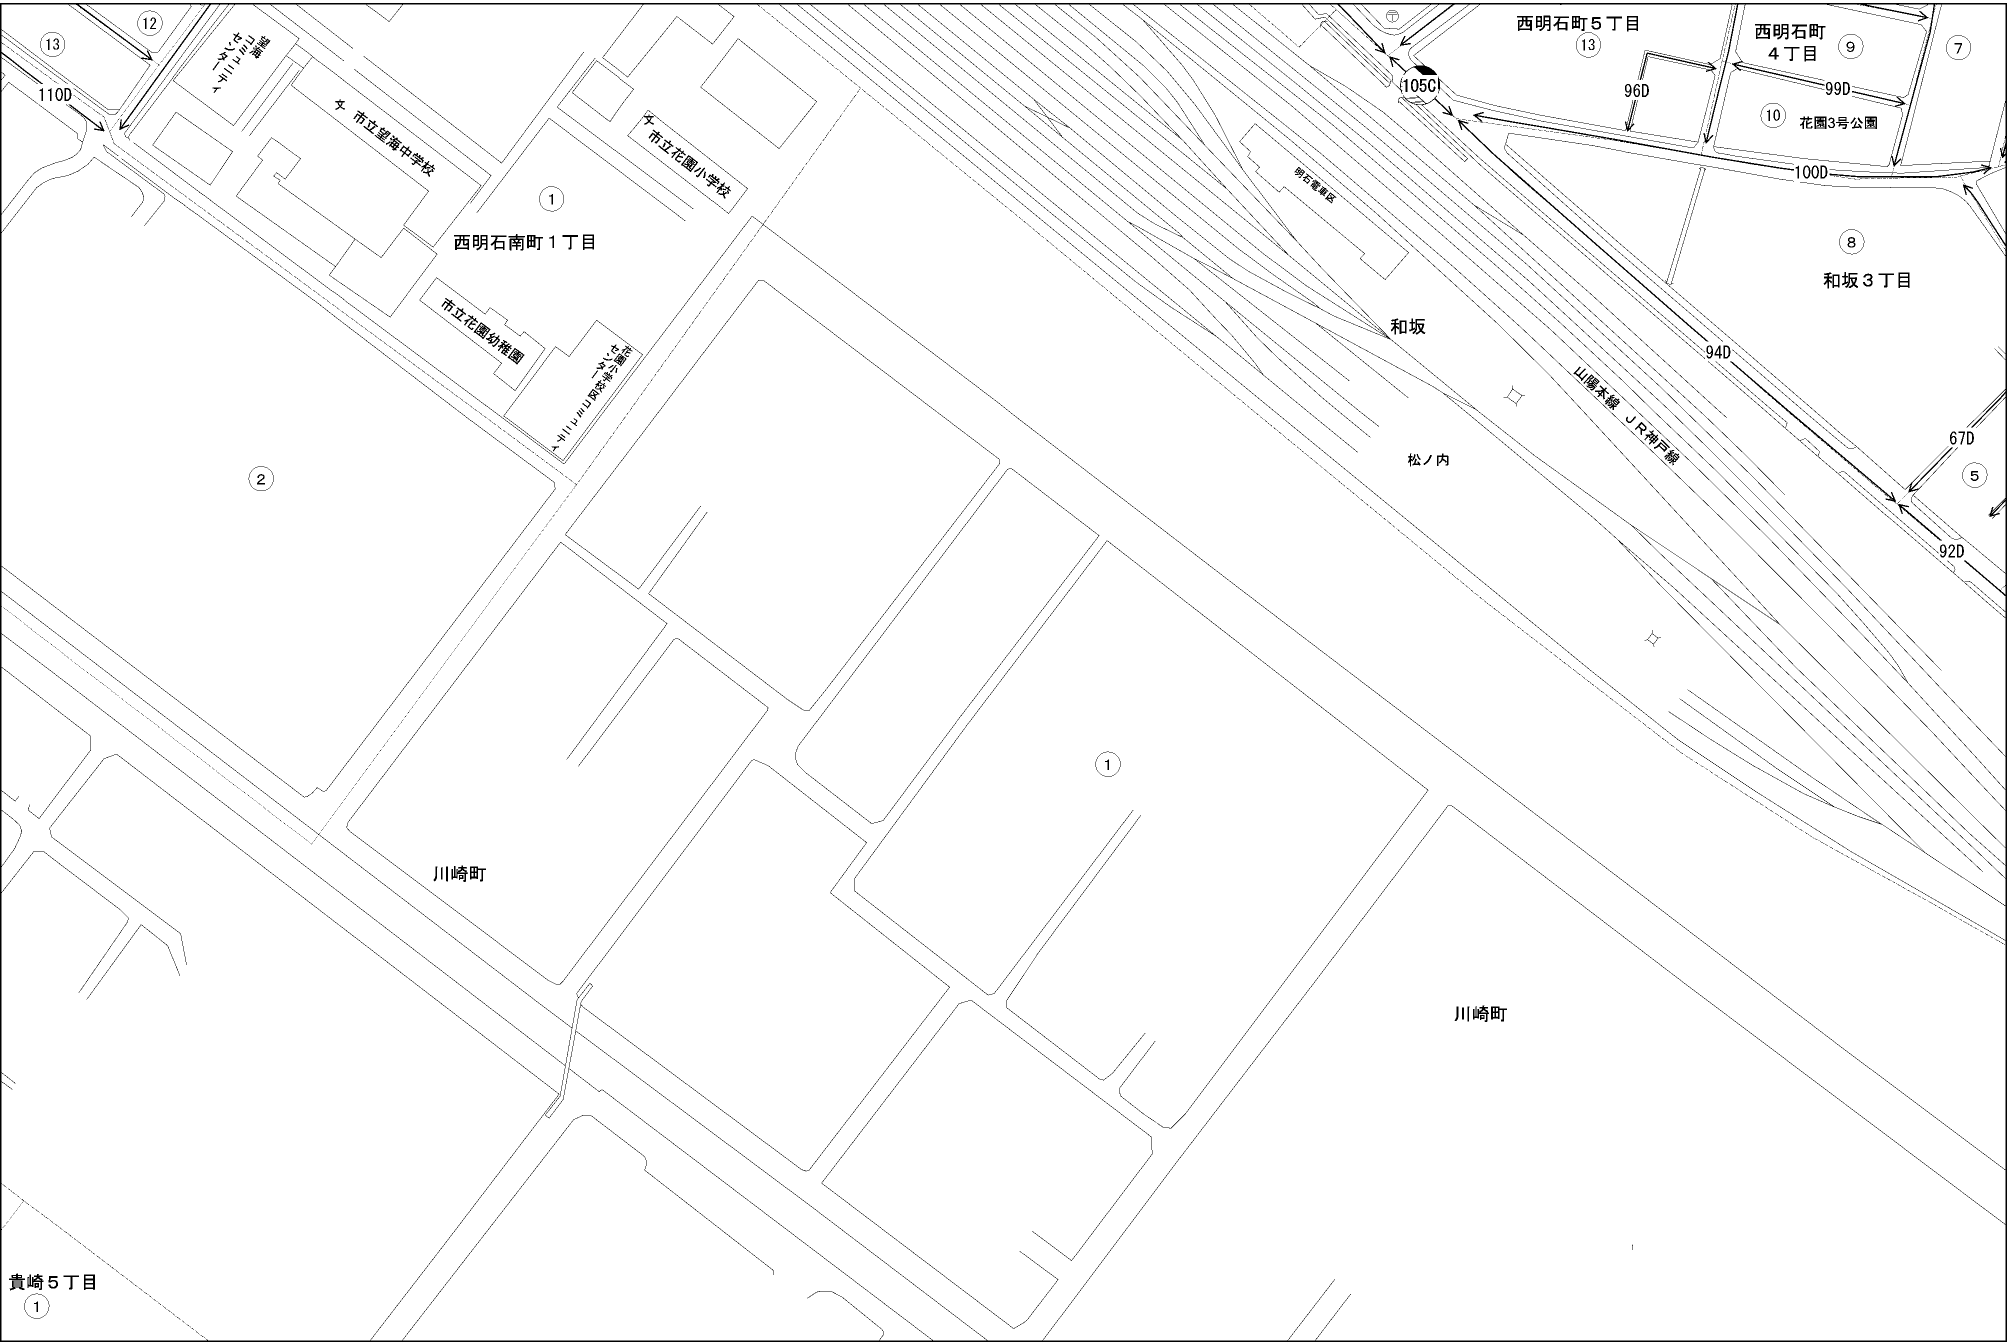 12
13
望海
コミュニティ
センター
110D
市立望海中学校
市立花園小学校
1
西明石南町１丁目
市立花園幼稚園
花園小学校区コミュニティ
センター
2
西明石町５丁目
13
105C
96D
西明石町
４丁目
9
7
99D
10
花園3号公園
100D
明石電車区
8
和坂３丁目
和坂
94D
山陽本線　ＪＲ神戸線
松ノ内
67D
5
92D
1
川崎町
川崎町
貴崎５丁目
1